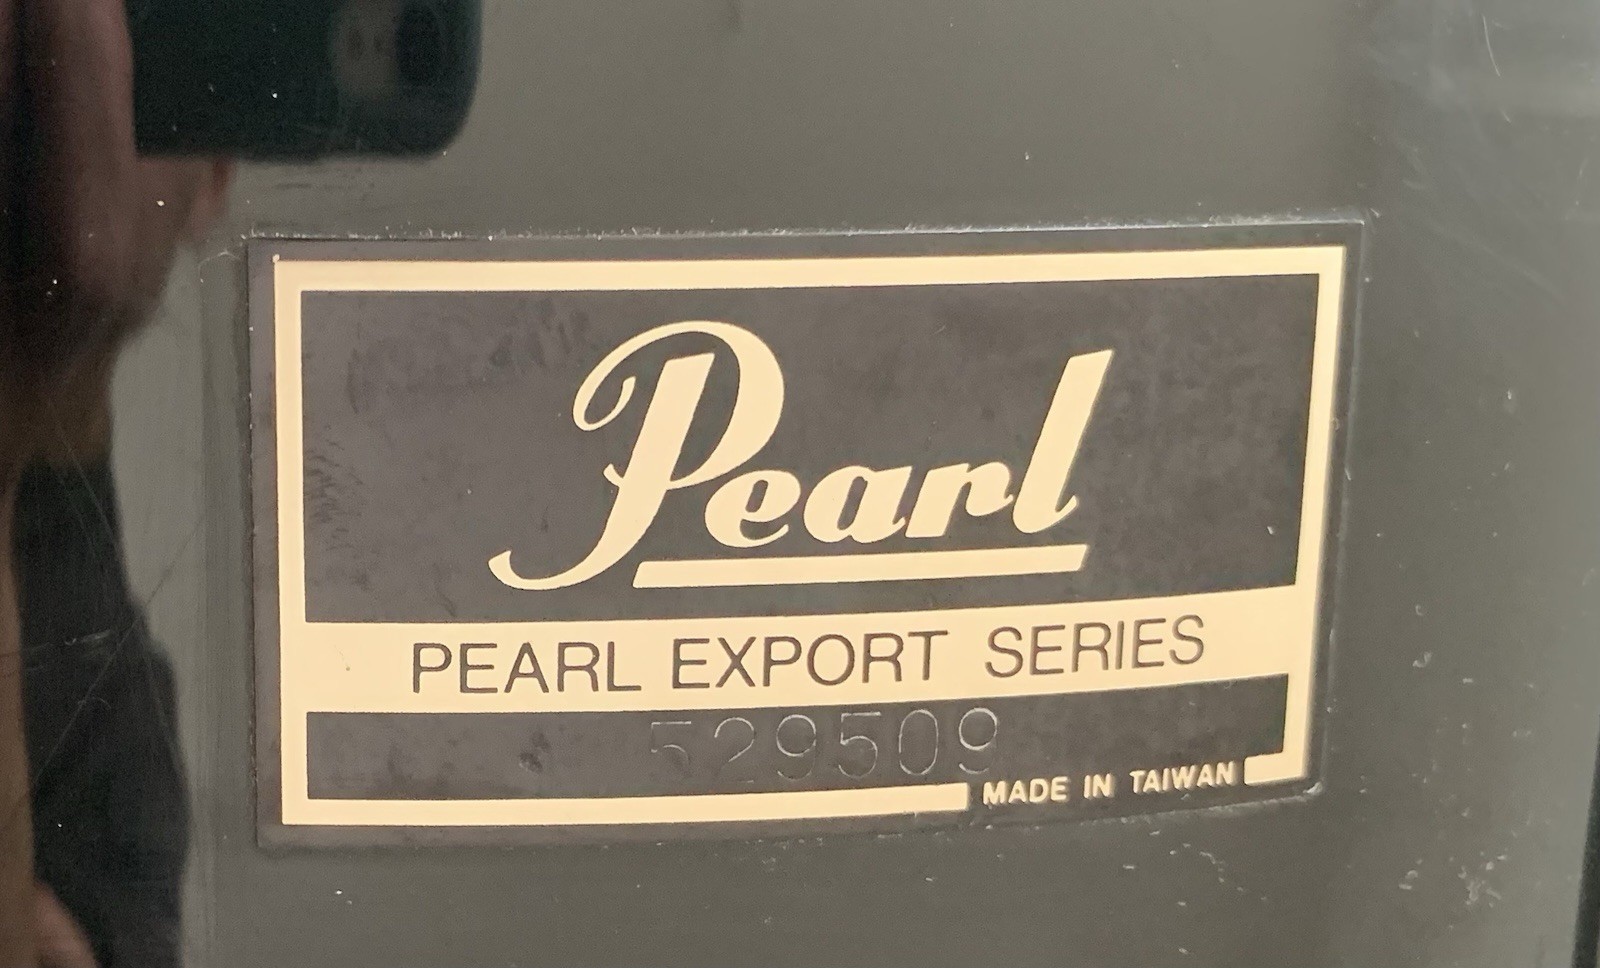 Pearl
PEARL EXPORT SERIES
529509
MADE IN TAIWAN